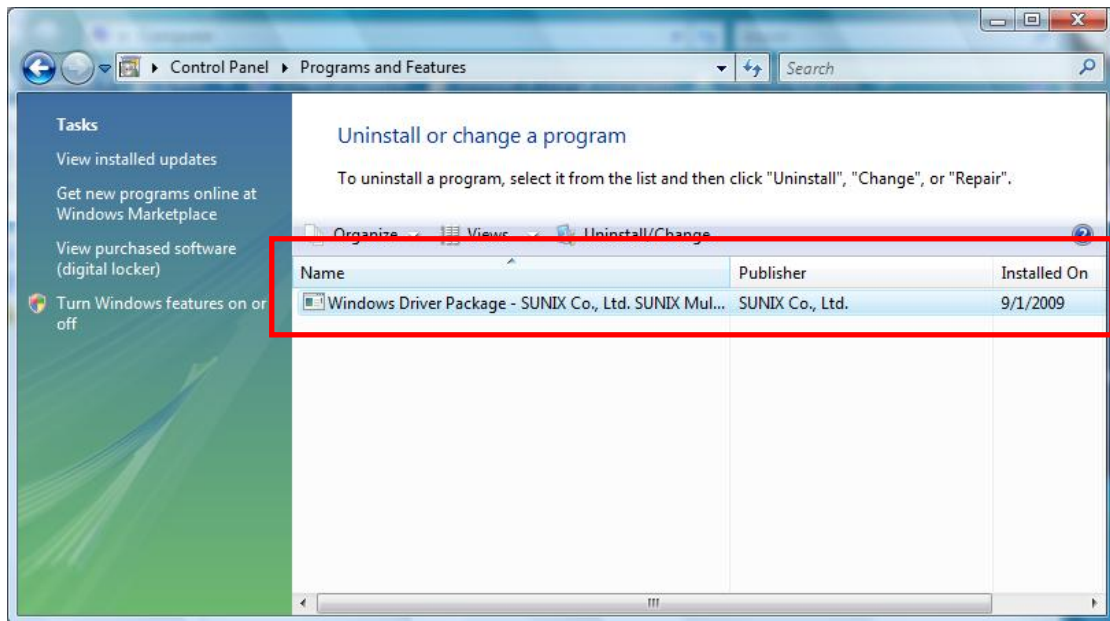 Control Panel ▸ Programs and Features
Search
Tasks
View installed updates
Get new programs online at
Windows Marketplace
View purchased software
(digital locker)
Turn Windows features on or
off
Uninstall or change a program
To uninstall a program, select it from the list and then click "Uninstall", "Change", or "Repair".
Organize Views Uninstall/Change
Name Publisher Installed On
Windows Driver Package - SUNIX Co., Ltd. SUNIX Mul... SUNIX Co., Ltd. 9/1/2009